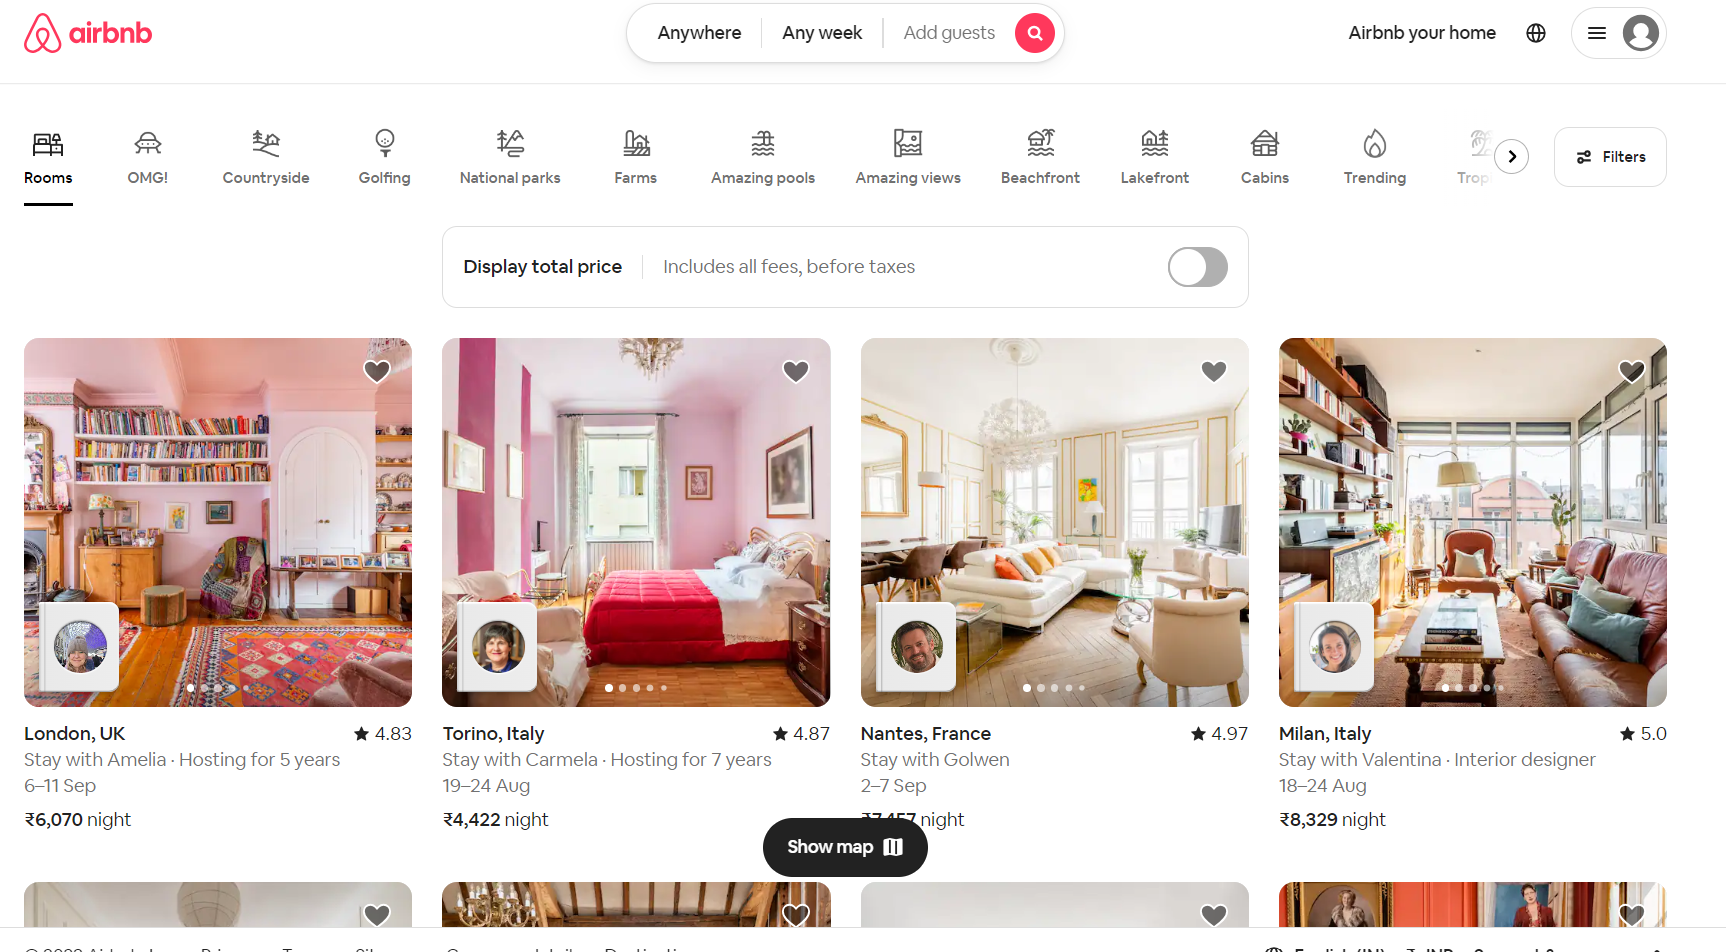 airbnb
Anywhere
Any week
Add guests
Airbnb your home
Rooms
OMG!
Countryside
Golfing
National parks
Farms
Amazing pools
Amazing views
Beachfront
Lakefront
Cabins
Trending
Filters
Display total price
Includes all fees, before taxes
London, UK
4.83
Stay with Amelia · Hosting for 5 years
6–11 Sep
₹6,070 night
Torino, Italy
4.87
Stay with Carmela · Hosting for 7 years
19–24 Aug
₹4,422 night
Nantes, France
4.97
Stay with Golwen
2–7 Sep
night
Milan, Italy
5.0
Stay with Valentina · Interior designer
18–24 Aug
₹8,329 night
Show map